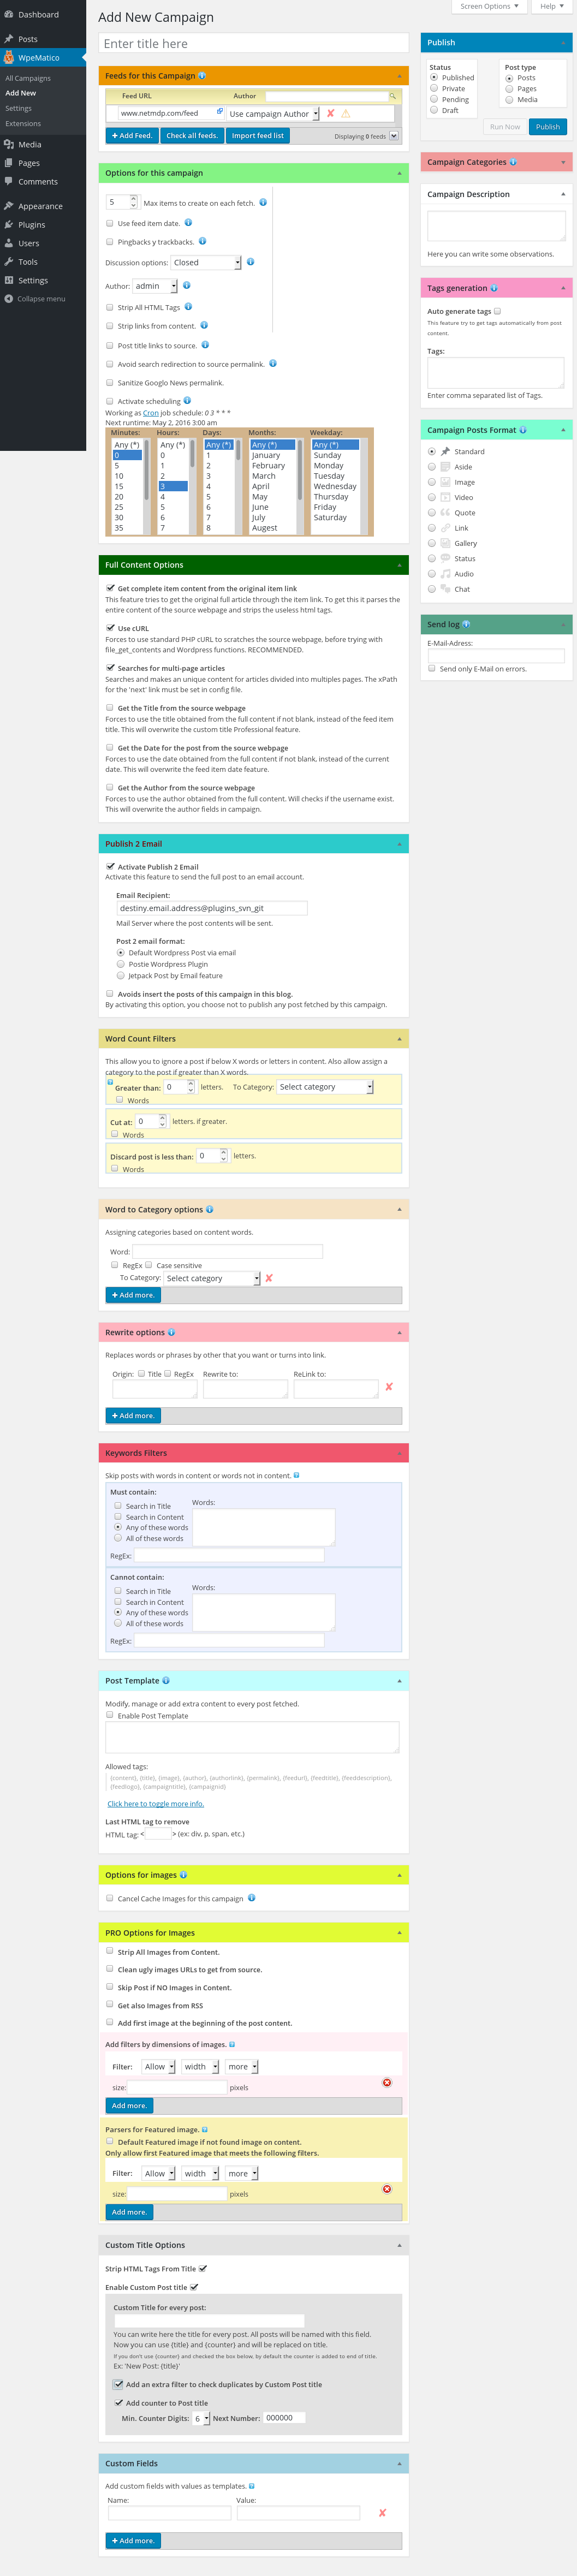 Dashboard
Posts
WpeMatico
All Campaigns
Add New
Settings
Extensions
Media
Pages
Comments
Appearance
Plugins
Users
Tools
Settings
Collapse menu
Screen Options ▼
Help ▼
Add New Campaign
Enter title here
Feeds for this Campaign
Feed URL Author
www.netmdp.com/feed Use campaign Author
+ Add Feed. Check all feeds. Import feed list Displaying 0 feeds
Options for this campaign
5 Max items to create on each fetch.
Use feed item date.
Pingbacks y trackbacks.
Discussion options: Closed
Author: admin
Strip All HTML Tags
Strip links from content.
Post title links to source.
Avoid search redirection to source permalink.
Sanitize Googlo News permalink.
Activate scheduling
Working as Cron job schedule: 0 3 * * *
Next runtime: May 2, 2016 3:00 am
Minutes: Hours: Days: Months: Weekday:
Any (*) Any (*) Any (*) Any (*) Any (*)
0 0 1 January Sunday
5 1 2 February Monday
10 2 3 March Tuesday
15 3 4 April Wednesday
20 4 5 May Thursday
25 5 6 June Friday
30 6 7 July Saturday
35 7 8 Augest
Full Content Options
Get complete item content from the original item link
This feature tries to get the original full article through the item link. To get this it parses the
entire content of the source webpage and strips the useless html tags.
Use cURL
Forces to use standard PHP cURL to scratches the source webpage, before trying with
file_get_contents and Wordpress functions. RECOMMENDED.
Searches for multi-page articles
Searches and makes an unique content for articles divided into multiples pages. The xPath
for the 'next' link must be set in config file.
Get the Title from the source webpage
Forces to use the title obtained from the full content if not blank, instead of the feed item
title. This will overwrite the custom title Professional feature.
Get the Date for the post from the source webpage
Forces to use the date obtained from the full content if not blank, instead of the current
date. This will overwrite the feed item date feature.
Get the Author from the source webpage
Forces to use the author obtained from the full content. Will checks if the username exist.
This will overwrite the author fields in campaign.
Publish 2 Email
Activate Publish 2 Email
Activate this feature to send the full post to an email account.
Email Recipient:
destiny.email.address@plugins_svn_git
Mail Server where the post contents will be sent.
Post 2 email format:
Default Wordpress Post via email
Postie Wordpress Plugin
Jetpack Post by Email feature
Avoids insert the posts of this campaign in this blog.
By activating this option, you choose not to publish any post fetched by this campaign.
Word Count Filters
This allow you to ignore a post if below X words or letters in content. Also allow assign a
category to the post if greater than X words.
Greater than: 0 letters. To Category: Select category
Words
Cut at: 0 letters. if greater.
Words
Discard post is less than: 0 letters.
Words
Word to Category options
Assigning categories based on content words.
Word:
RegEx Case sensitive
To Category: Select category
+ Add more.
Rewrite options
Replaces words or phrases by other that you want or turns into link.
Origin: Title RegEx Rewrite to: ReLink to:
+ Add more.
Keywords Filters
Skip posts with words in content or words not in content.
Must contain:
Words:
Search in Title
Search in Content
Any of these words
All of these words
RegEx:
Cannot contain:
Words:
Search in Title
Search in Content
Any of these words
All of these words
RegEx:
Post Template
Modify, manage or add extra content to every post fetched.
Enable Post Template
Allowed tags:
{content}, {title}, {image}, {author}, {authorlink}, {permalink}, {feedurl}, {feedtitle}, {feeddescription},
{feedlogo}, {campaigntitle}, {campaignid}
Click here to toggle more info.
Last HTML tag to remove
HTML tag: < > (ex: div, p, span, etc.)
Options for images
Cancel Cache Images for this campaign
PRO Options for Images
Strip All Images from Content.
Clean ugly images URLs to get from source.
Skip Post if NO Images in Content.
Get also Images from RSS
Add first image at the beginning of the post content.
Add filters by dimensions of images.
Filter: Allow width more
size: pixels
Add more.
Parsers for Featured image.
Default Featured image if not found image on content.
Only allow first Featured image that meets the following filters.
Filter: Allow width more
size: pixels
Add more.
Custom Title Options
Strip HTML Tags From Title
Enable Custom Post title
Custom Title for every post:
You can write here the title for every post. All posts will be named with this field.
Now you can use {title} and {counter} and will be replaced on title.
If you don't use {counter} and checked the box below, by default the counter is added to end of title.
Ex: 'New Post: {title}'
Add an extra filter to check duplicates by Custom Post title
Add counter to Post title
Min. Counter Digits: 6 Next Number: 000000
Custom Fields
Add custom fields with values as templates.
Name: Value:
+ Add more.
Publish
Status
Published
Private
Pending
Draft
Post type
Posts
Pages
Media
Run Now Publish
Campaign Categories
Campaign Description
Here you can write some observations.
Tags generation
Auto generate tags
This feature try to get tags automatically from post
content.
Tags:
Enter comma separated list of Tags.
Campaign Posts Format
Standard
Aside
Image
Video
Quote
Link
Gallery
Status
Audio
Chat
Send log
E-Mail-Adress:
Send only E-Mail on errors.